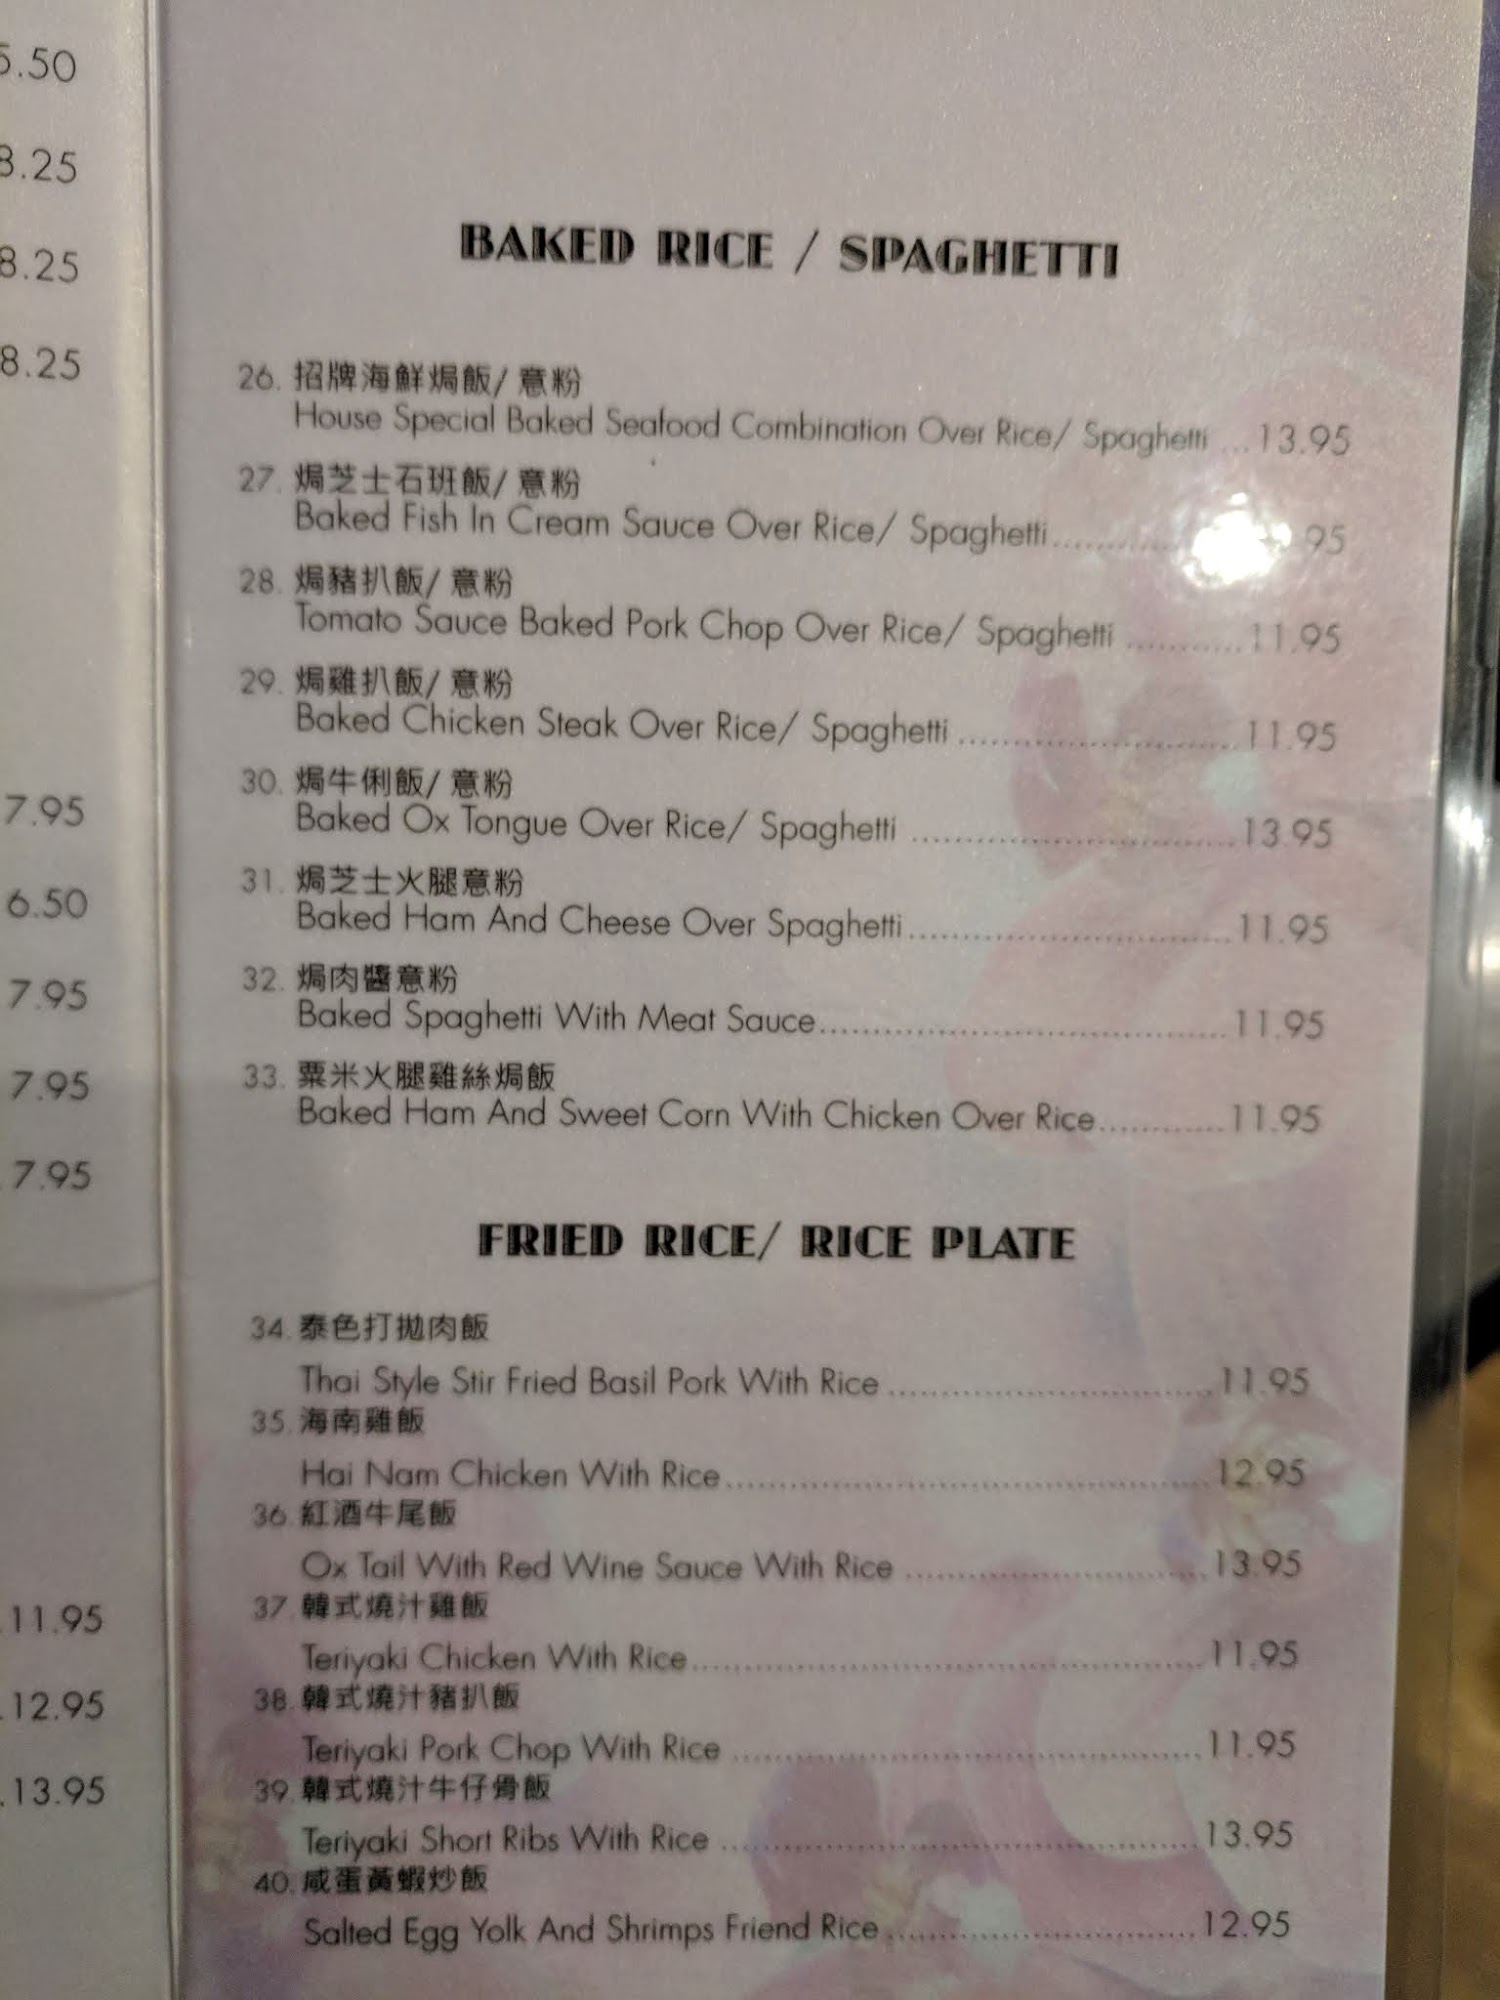 5.50
8.25
8.25
8.25
7.95
6.50
7.95
7.95
7.95
.11.95
.12.95
.13.95
BAKED RICE / SPAGHETTI
26. 招牌海鮮焗飯/ 意粉
House Special Baked Seafood Combination Over Rice/ Spaghetti ...13.95
27. 焗芝士石班飯/ 意粉
Baked Fish In Cream Sauce Over Rice/ Spaghetti.......... 95
28. 焗豬扒飯/ 意粉
Tomato Sauce Baked Pork Chop Over Rice/ Spaghetti ...........11.95
29. 焗雞扒飯/ 意粉
Baked Chicken Steak Over Rice/ Spaghetti ..........................11.95
30. 焗牛脷飯/ 意粉
Baked Ox Tongue Over Rice/ Spaghetti ..............................13.95
31. 焗芝士火腿意粉
Baked Ham And Cheese Over Spaghetti..............................11.95
32. 焗肉醬意粉
Baked Spaghetti With Meat Sauce......................................11.95
33. 粟米火腿雞絲焗飯
Baked Ham And Sweet Corn With Chicken Over Rice............11.95
FRIED RICE/ RICE PLATE
34. 泰色打拋肉飯
Thai Style Stir Fried Basil Pork With Rice ..............................11.95
35. 海南雞飯
Hai Nam Chicken With Rice..............................................12.95
36. 紅酒牛尾飯
Ox Tail With Red Wine Sauce With Rice ............................13.95
37. 韓式燒汁雞飯
Teriyaki Chicken With Rice................................................11.95
38. 韓式燒汁豬扒飯
Teriyaki Pork Chop With Rice ............................................11.95
39. 韓式燒汁牛仔骨飯
Teriyaki Short Ribs With Rice .............................................13.95
40. 咸蛋黃蝦炒飯
Salted Egg Yolk And Shrimps Friend Rice.............................12.95